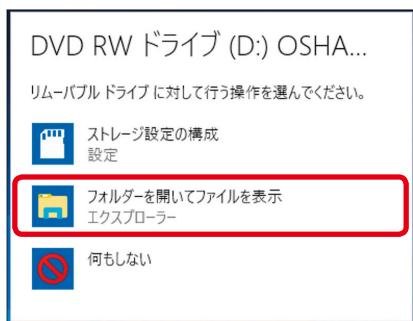 DVD RW ドライブ (D:) OSHA...
リムーバブル ドライブ に対して行う操作を選んでください。
ストレージ設定の構成
設定
フォルダーを開いてファイルを表示
エクスプローラー
何もしない